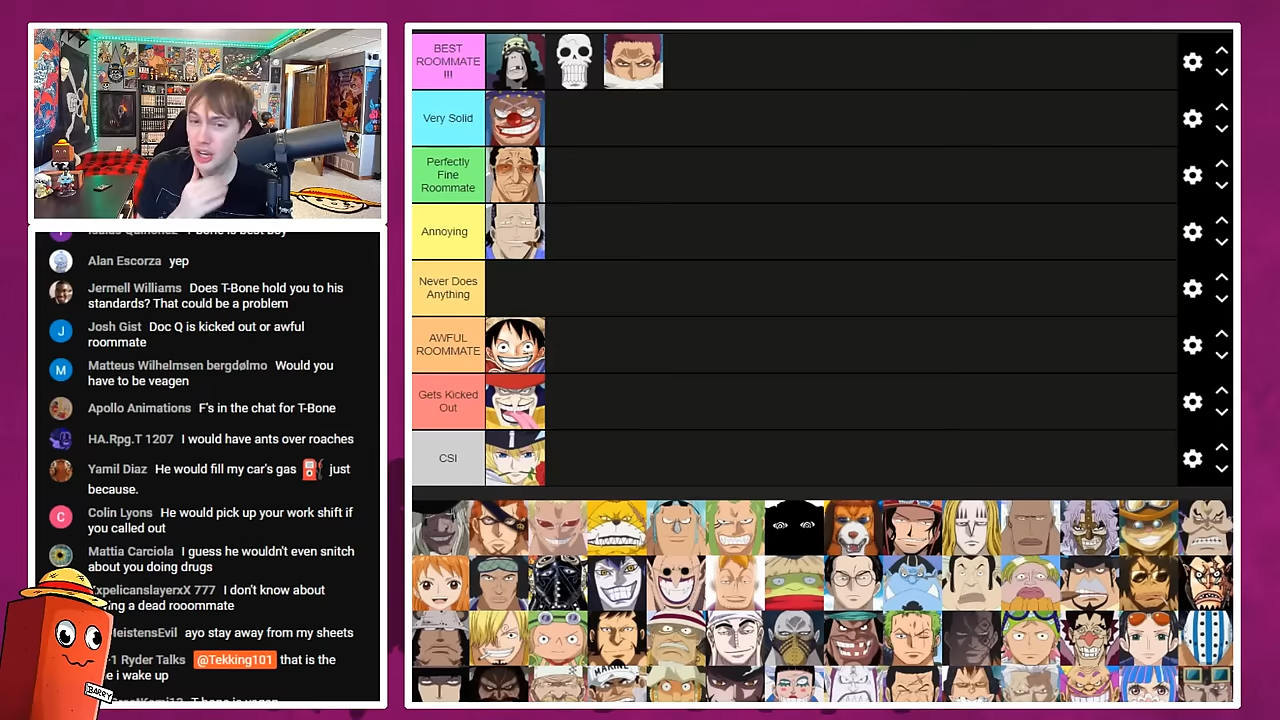 BEST
ROOMMATE
!!!
Very Solid
Perfectly
Fine
Roommate
Annoying
Never Does
Anything
AWFUL
ROOMMATE
Gets Kicked
Out
CSI
Alan Escorza yep
Jermell Williams Does T-Bone hold you to his
standards? That could be a problem
Josh Gist Doc Q is kicked out or awful
roommate
Matteus Wilhelmsen bergdølmo Would you
have to be veagen
Apollo Animations F's in the chat for T-Bone
HA.Rpg.T 1207 I would have ants over roaches
Yamil Diaz He would fill my car's gas ⛽ just
because.
Colin Lyons He would pick up your work shift if
you called out
Mattia Carciola I guess he wouldn't even snitch
about you doing drugs
777 I don't know about
a dead rooommate
ayo stay away from my sheets
Ryder Talks @Tekking101 that is the
i wake up
BARRY